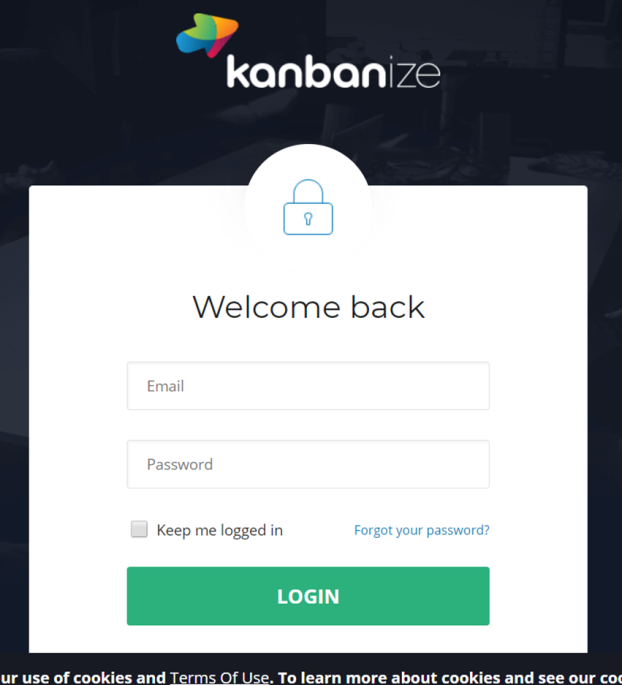 kanbanize
Welcome back
Email
Password
Keep me logged in
Forgot your password?
LOGIN
use of cookies and Terms Of Use. To learn more about cookies and see our